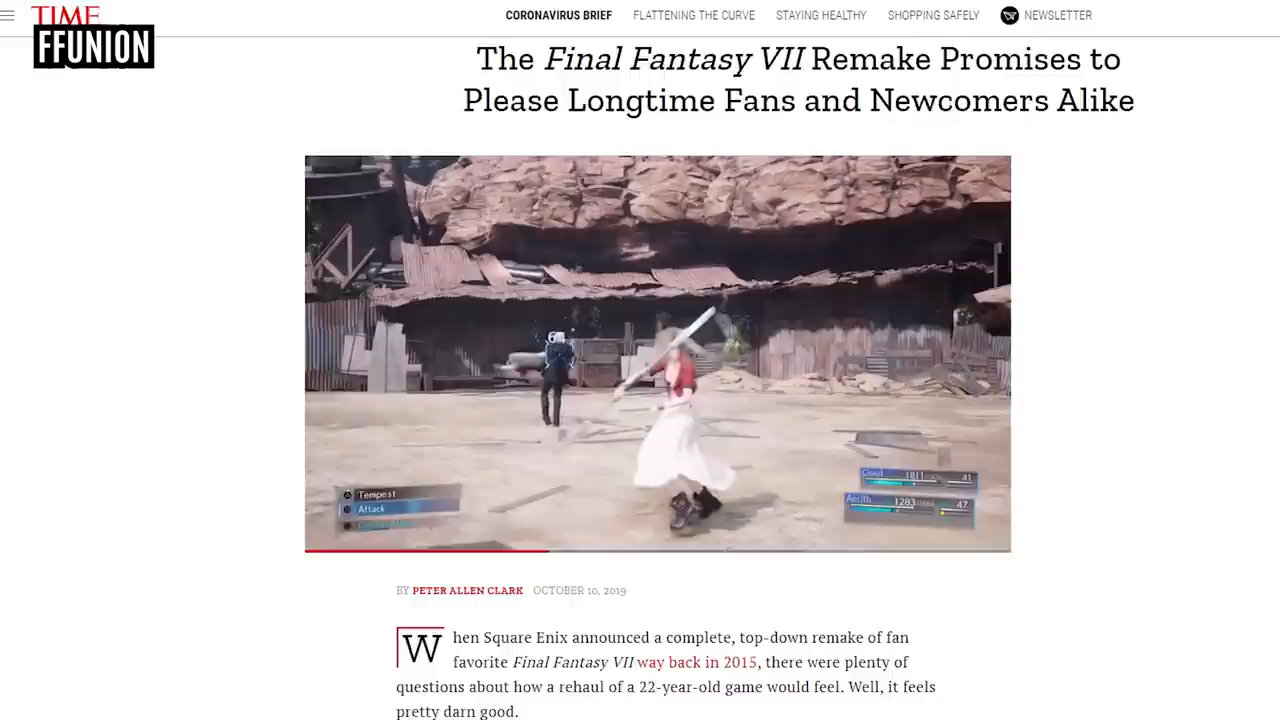 TIME
CORONAVIRUS BRIEF FLATTENING THE CURVE STAYING HEALTHY SHOPPING SAFELY NEWSLETTER
FFUNION
The Final Fantasy VII Remake Promises to
Please Longtime Fans and Newcomers Alike
Tempest
Attack
Cloud 1811 41
Aerith 1283 47
BY PETER ALLEN CLARK OCTOBER 10, 2019
When Square Enix announced a complete, top-down remake of fan
favorite Final Fantasy VII way back in 2015, there were plenty of
questions about how a rehaul of a 22-year-old game would feel. Well, it feels
pretty darn good.